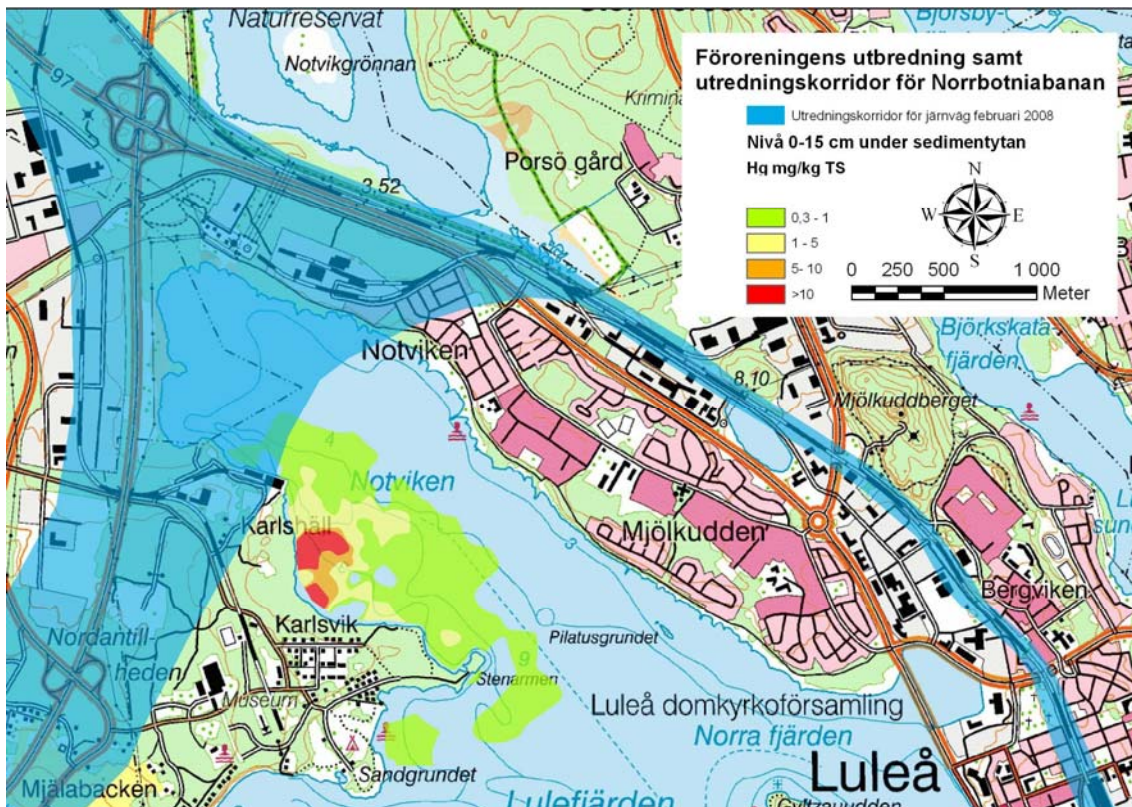 Naturreservat
Notvikgrönnan
97
3,52
Porsö gård
Föroreningens utbredning samt
utredningskorridor för Norrbotniabanan
Utredningskorridor för järnväg februari 2008
Nivå 0-15 cm under sedimentytan
Hg mg/kg TS
0,3 - 1
1 - 5
5- 10
>10
N
W E
S
0 250 500 1 000
Meter
Björkskata-
fjärden
Notviken
8,10
Mjölkuddberget
4
Notviken
Karlshäll
3
Mjölkudden
Bergviken
Karlsvik
Nordantill-
heden
Pilatusgrundet
9
Stenarmen
Museum
Luleå domkyrkoförsamling
Norra fjärden
Luleå
Sandgrundet
Mjälabacken
Lulefjärden